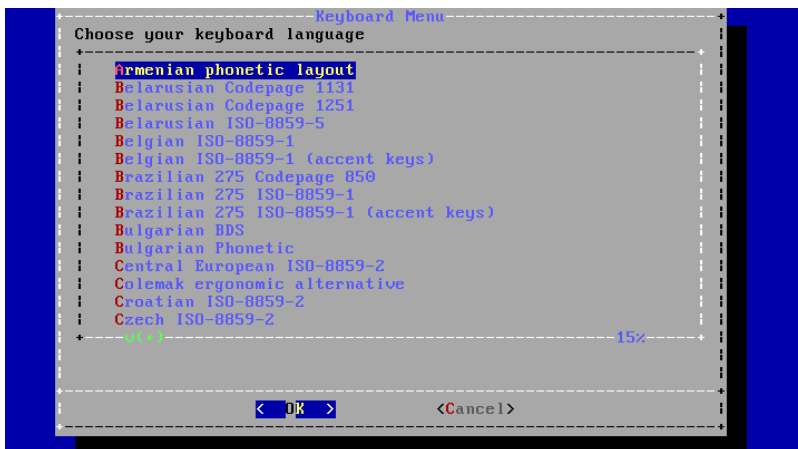 Keyboard Menu
Choose your keyboard language
Armenian phonetic layout
Belarusian Codepage 1131
Belarusian Codepage 1251
Belarusian ISO-8859-5
Belgian ISO-8859-1
Belgian ISO-8859-1 (accent keys)
Brazilian 275 Codepage 850
Brazilian 275 ISO-8859-1
Brazilian 275 ISO-8859-1 (accent keys)
Bulgarian BDS
Bulgarian Phonetic
Central European ISO-8859-2
Colemak ergonomic alternative
Croatian ISO-8859-2
Czech ISO-8859-2
v(+) 15%
< OK > <Cancel>